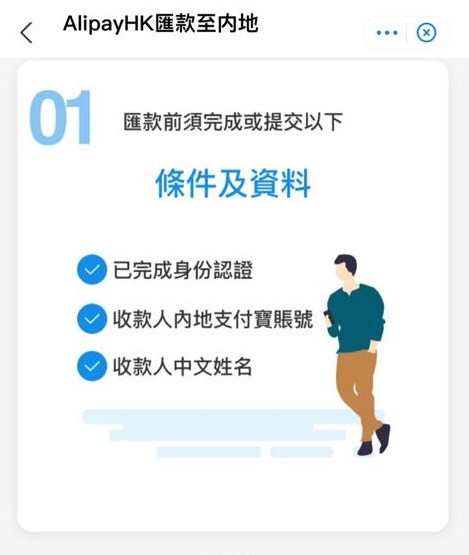 AlipayHK匯款至内地
01
匯款前須完成或提交以下
條件及資料
已完成身份認證
收款人內地支付寶賬號
收款人中文姓名